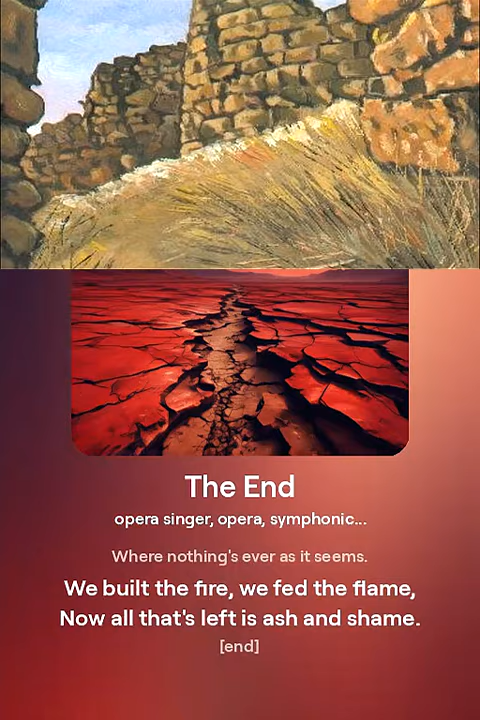 The End
opera singer, opera, symphonic...
Where nothing's ever as it seems.
We built the fire, we fed the flame,
Now all that's left is ash and shame.
[end]